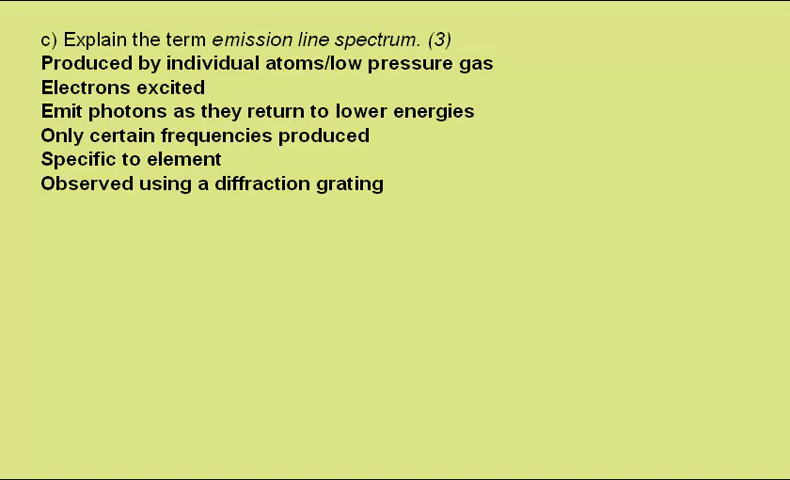 c) Explain the term emission line spectrum. (3)
Produced by individual atoms/low pressure gas
Electrons excited
Emit photons as they return to lower energies
Only certain frequencies produced
Specific to element
Observed using a diffraction grating